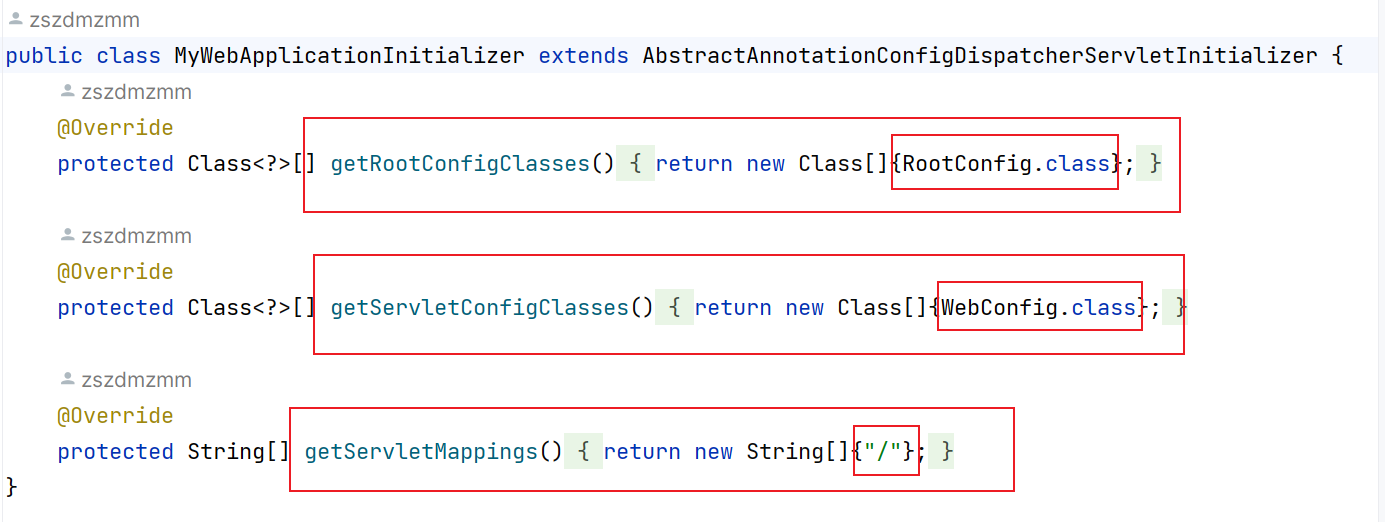 zszdmzmm
public class MyWebApplicationInitializer extends AbstractAnnotationConfigDispatcherServletInitializer {
zszdmzmm
@Override
protected Class<?>[] getRootConfigClasses() { return new Class[]{RootConfig.class}; }
zszdmzmm
@Override
protected Class<?>[] getServletConfigClasses() { return new Class[]{WebConfig.class}; }
zszdmzmm
@Override
protected String[] getServletMappings() { return new String[]{"/"}; }
}